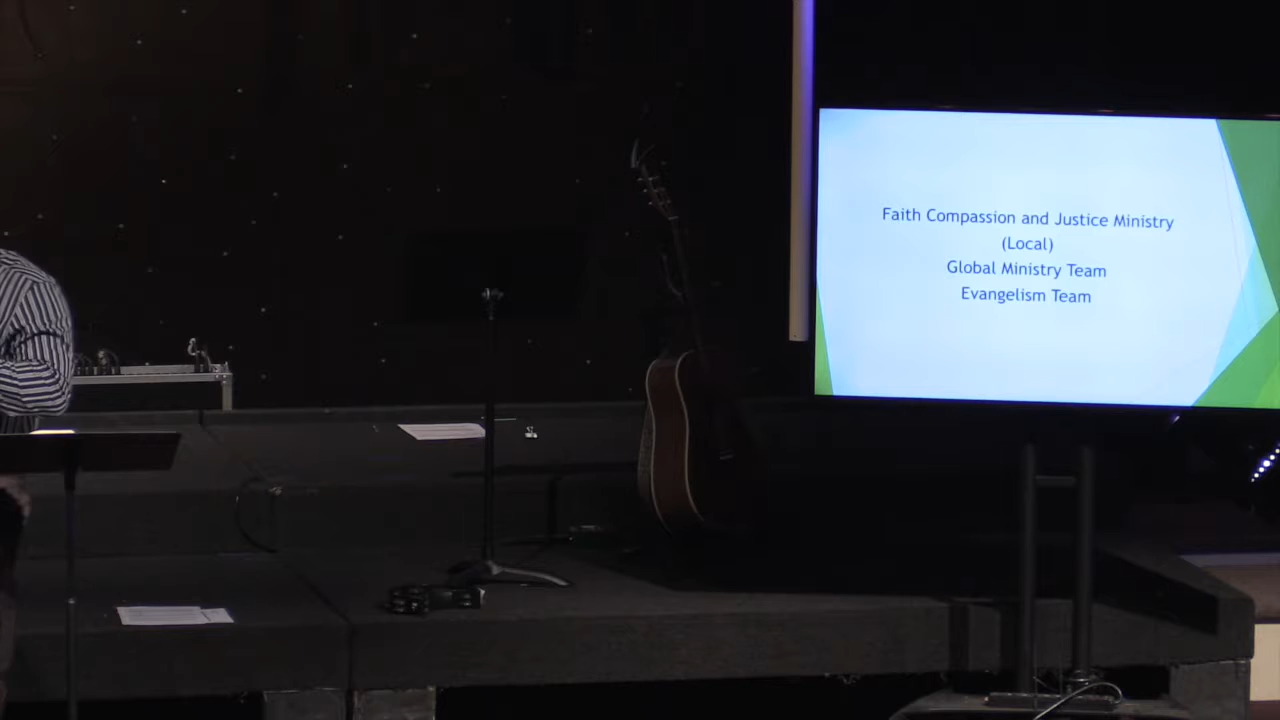 Faith Compassion and Justice Ministry
(Local)
Global Ministry Team
Evangelism Team